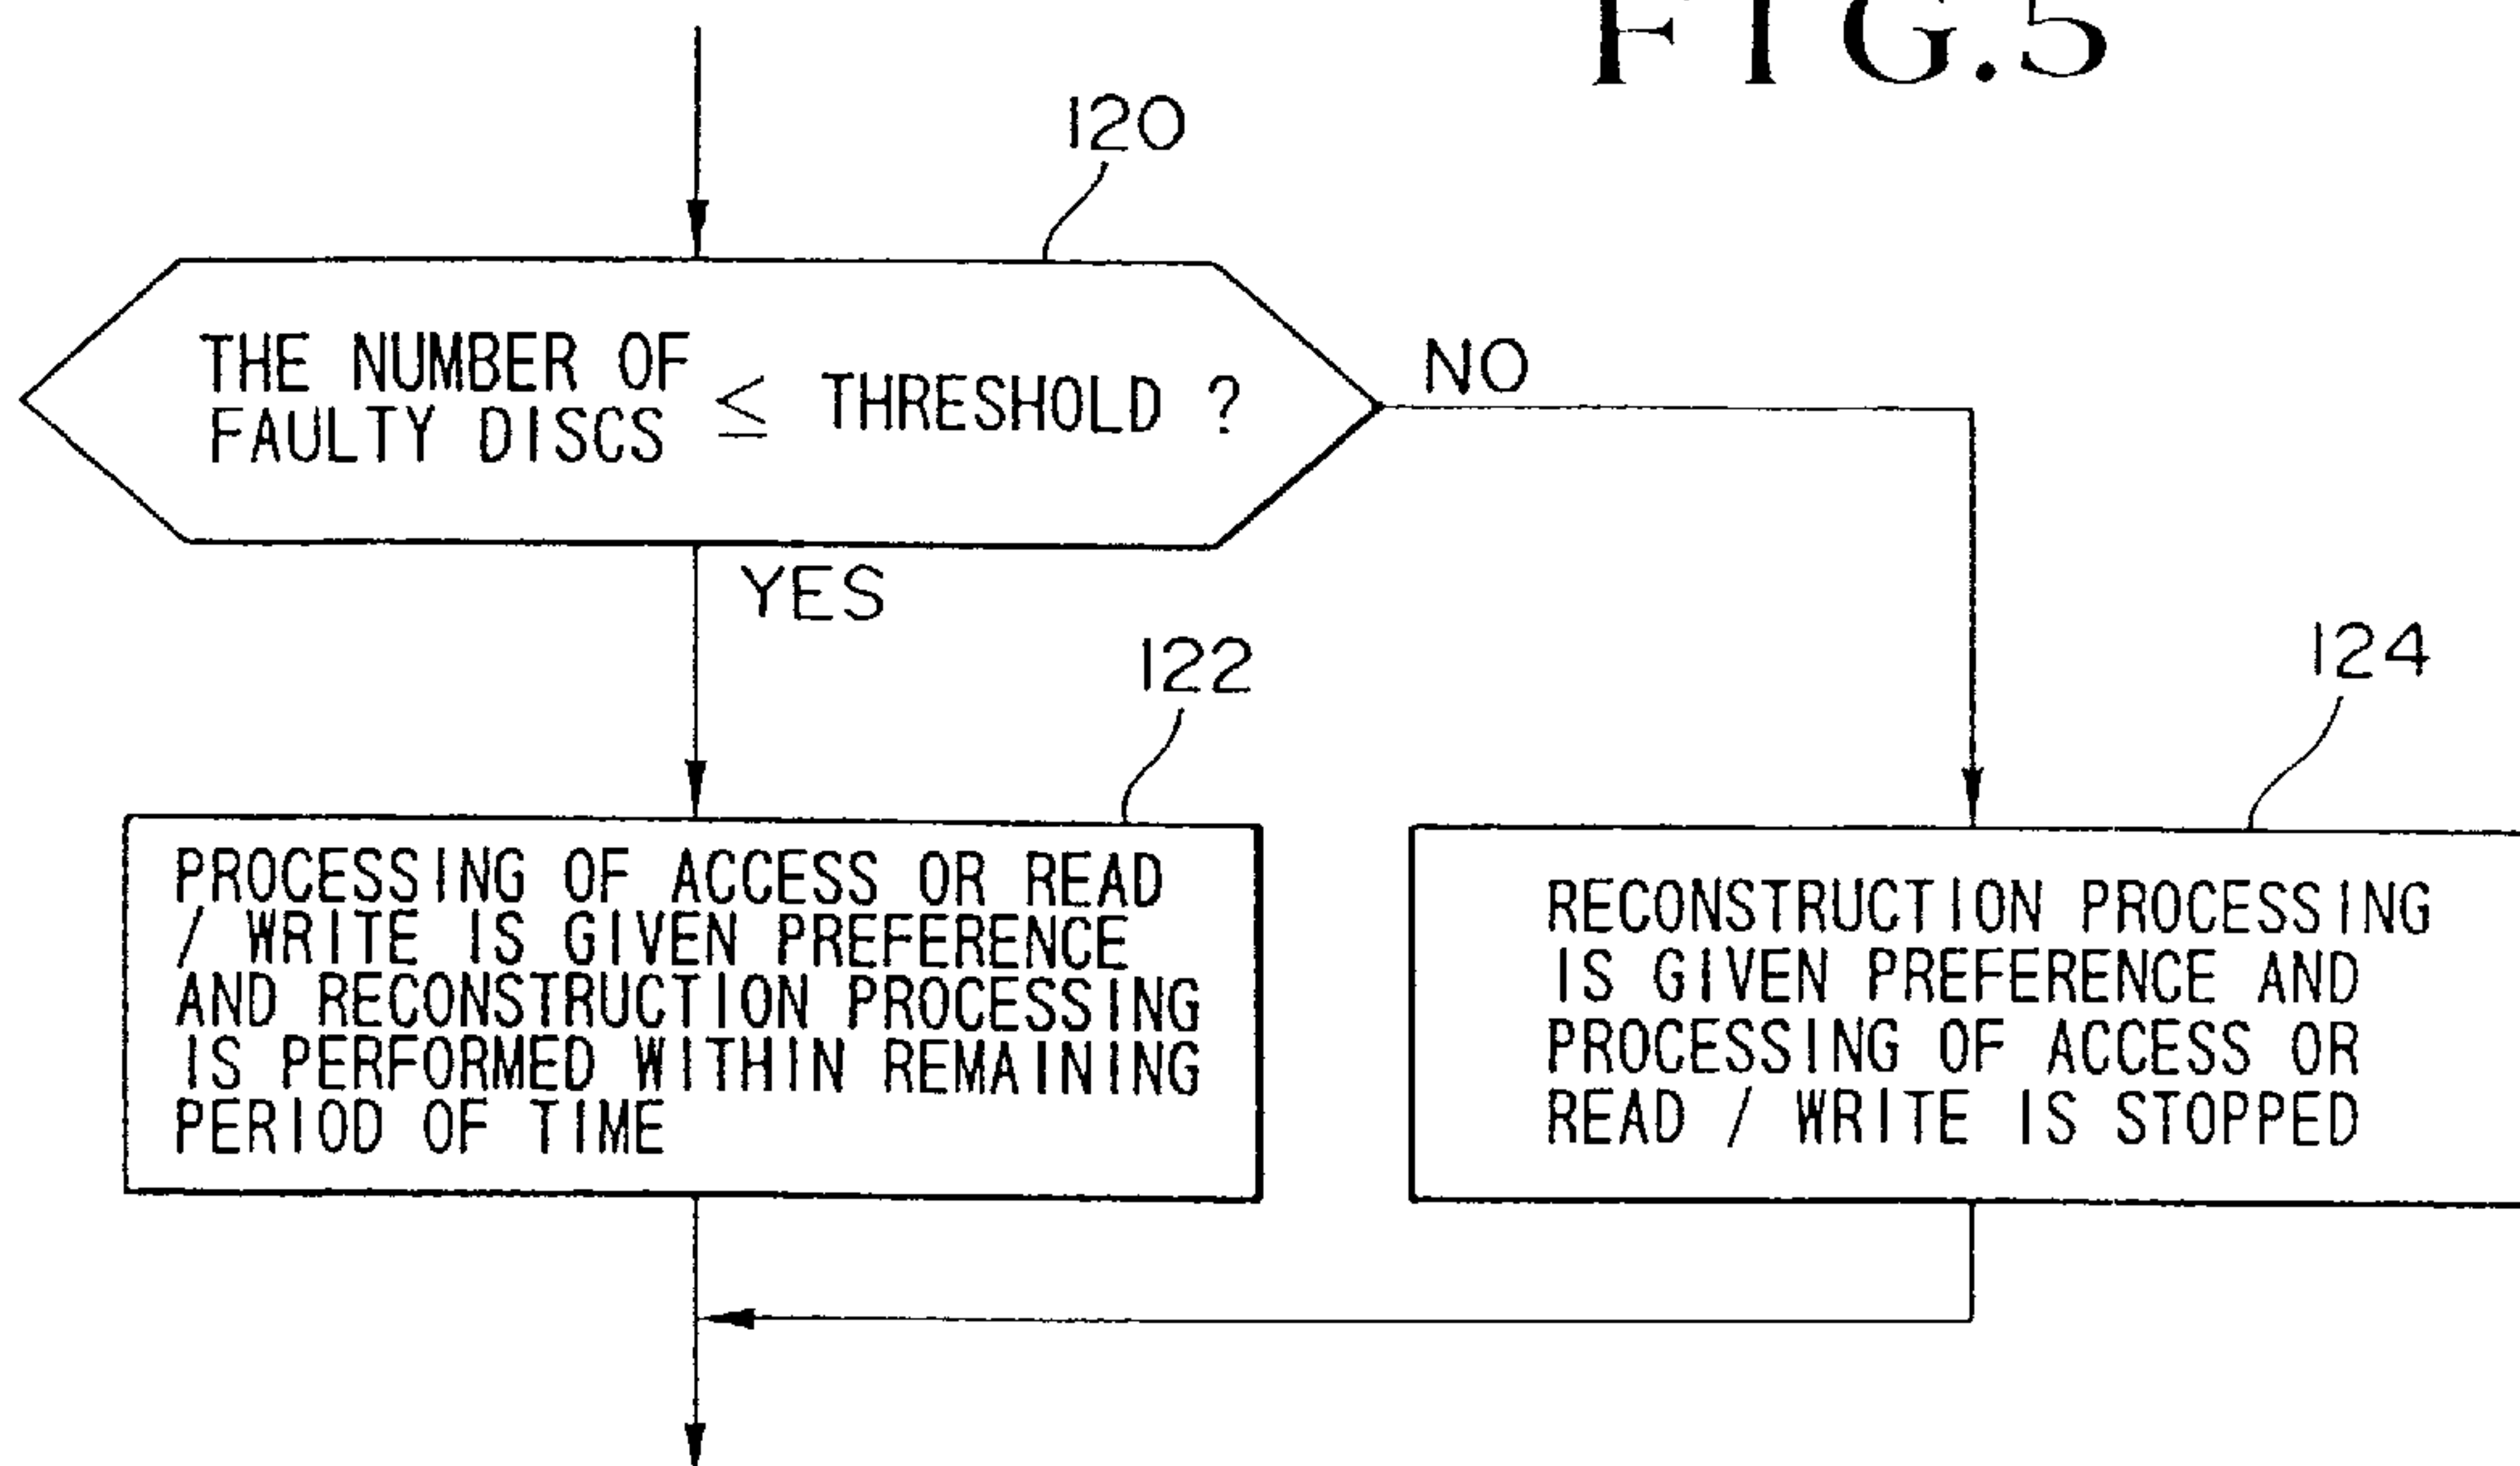 FIG.5
120
THE NUMBER OF
FAULTY DISCS ≤ THRESHOLD ?
NO
YES
122
124
PROCESSING OF ACCESS OR READ
/ WRITE IS GIVEN PREFERENCE
AND RECONSTRUCTION PROCESSING
IS PERFORMED WITHIN REMAINING
PERIOD OF TIME
RECONSTRUCTION PROCESSING
IS GIVEN PREFERENCE AND
PROCESSING OF ACCESS OR
READ / WRITE IS STOPPED